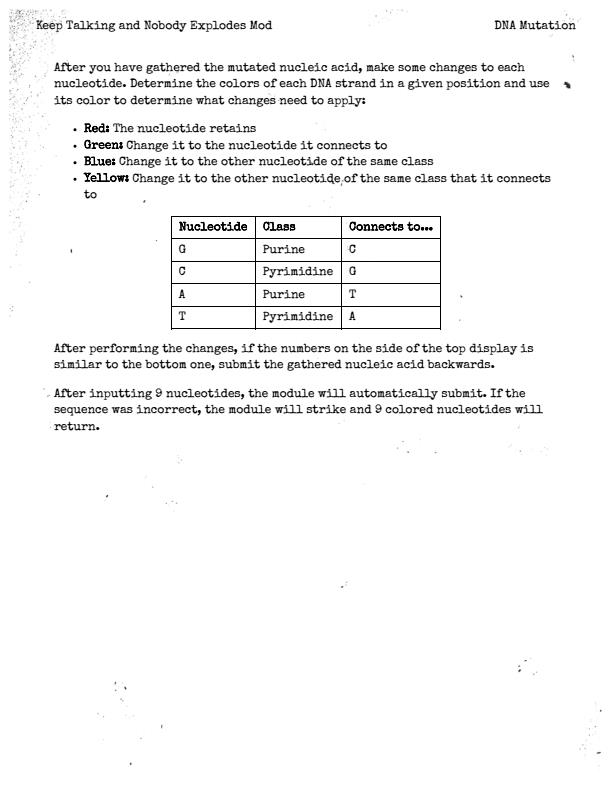 Keep Talking and Nobody Explodes Mod DNA Mutation
After you have gathered the mutated nucleic acid, make some changes to each
nucleotide. Determine the colors of each DNA strand in a given position and use
its color to determine what changes need to apply:
• Red: The nucleotide retains
• Green: Change it to the nucleotide it connects to
• Blue: Change it to the other nucleotide of the same class
• Yellow: Change it to the other nucleotide of the same class that it connects
to
Nucleotide Class Connects to...
G Purine C
C Pyrimidine G
A Purine T
T Pyrimidine A
After performing the changes, if the numbers on the side of the top display is
similar to the bottom one, submit the gathered nucleic acid backwards.
After inputting 9 nucleotides, the module will automatically submit. If the
sequence was incorrect, the module will strike and 9 colored nucleotides will
return.